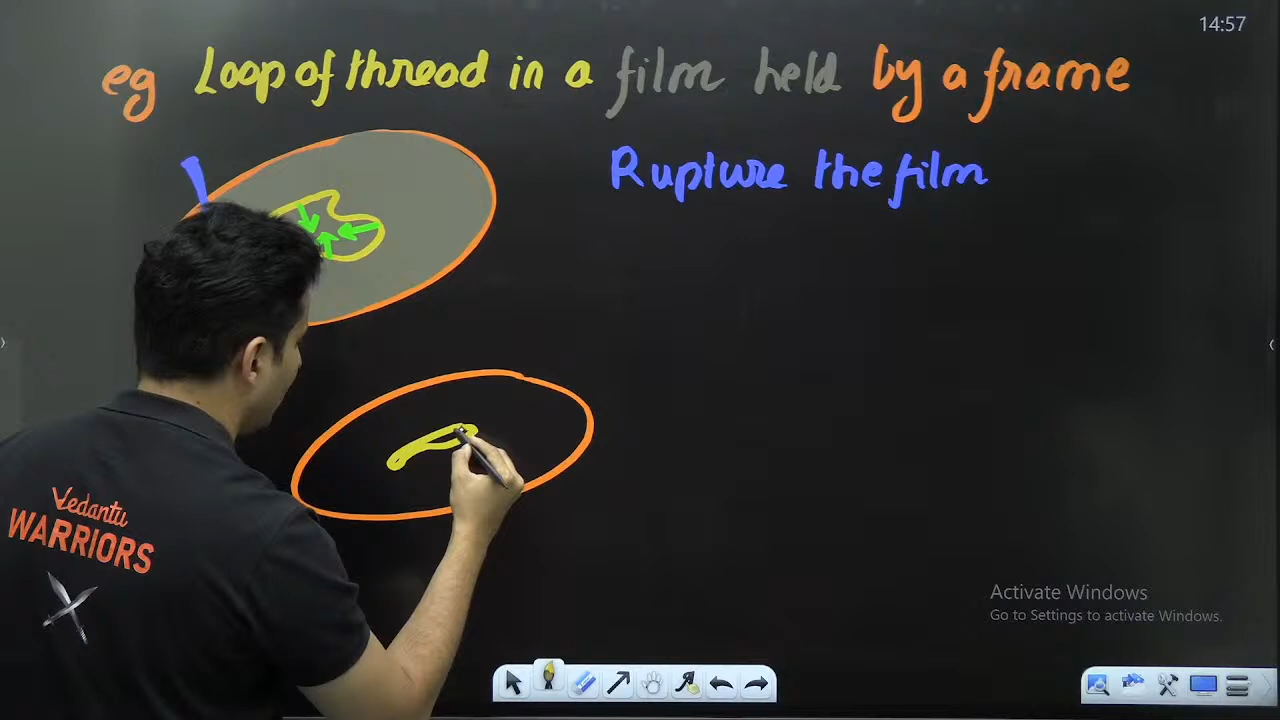 14:57
eg Loop of thread in a film held by a frame
Rupture the film
Vedantu
WARRIORS
Activate Windows
Go to Settings to activate Windows.